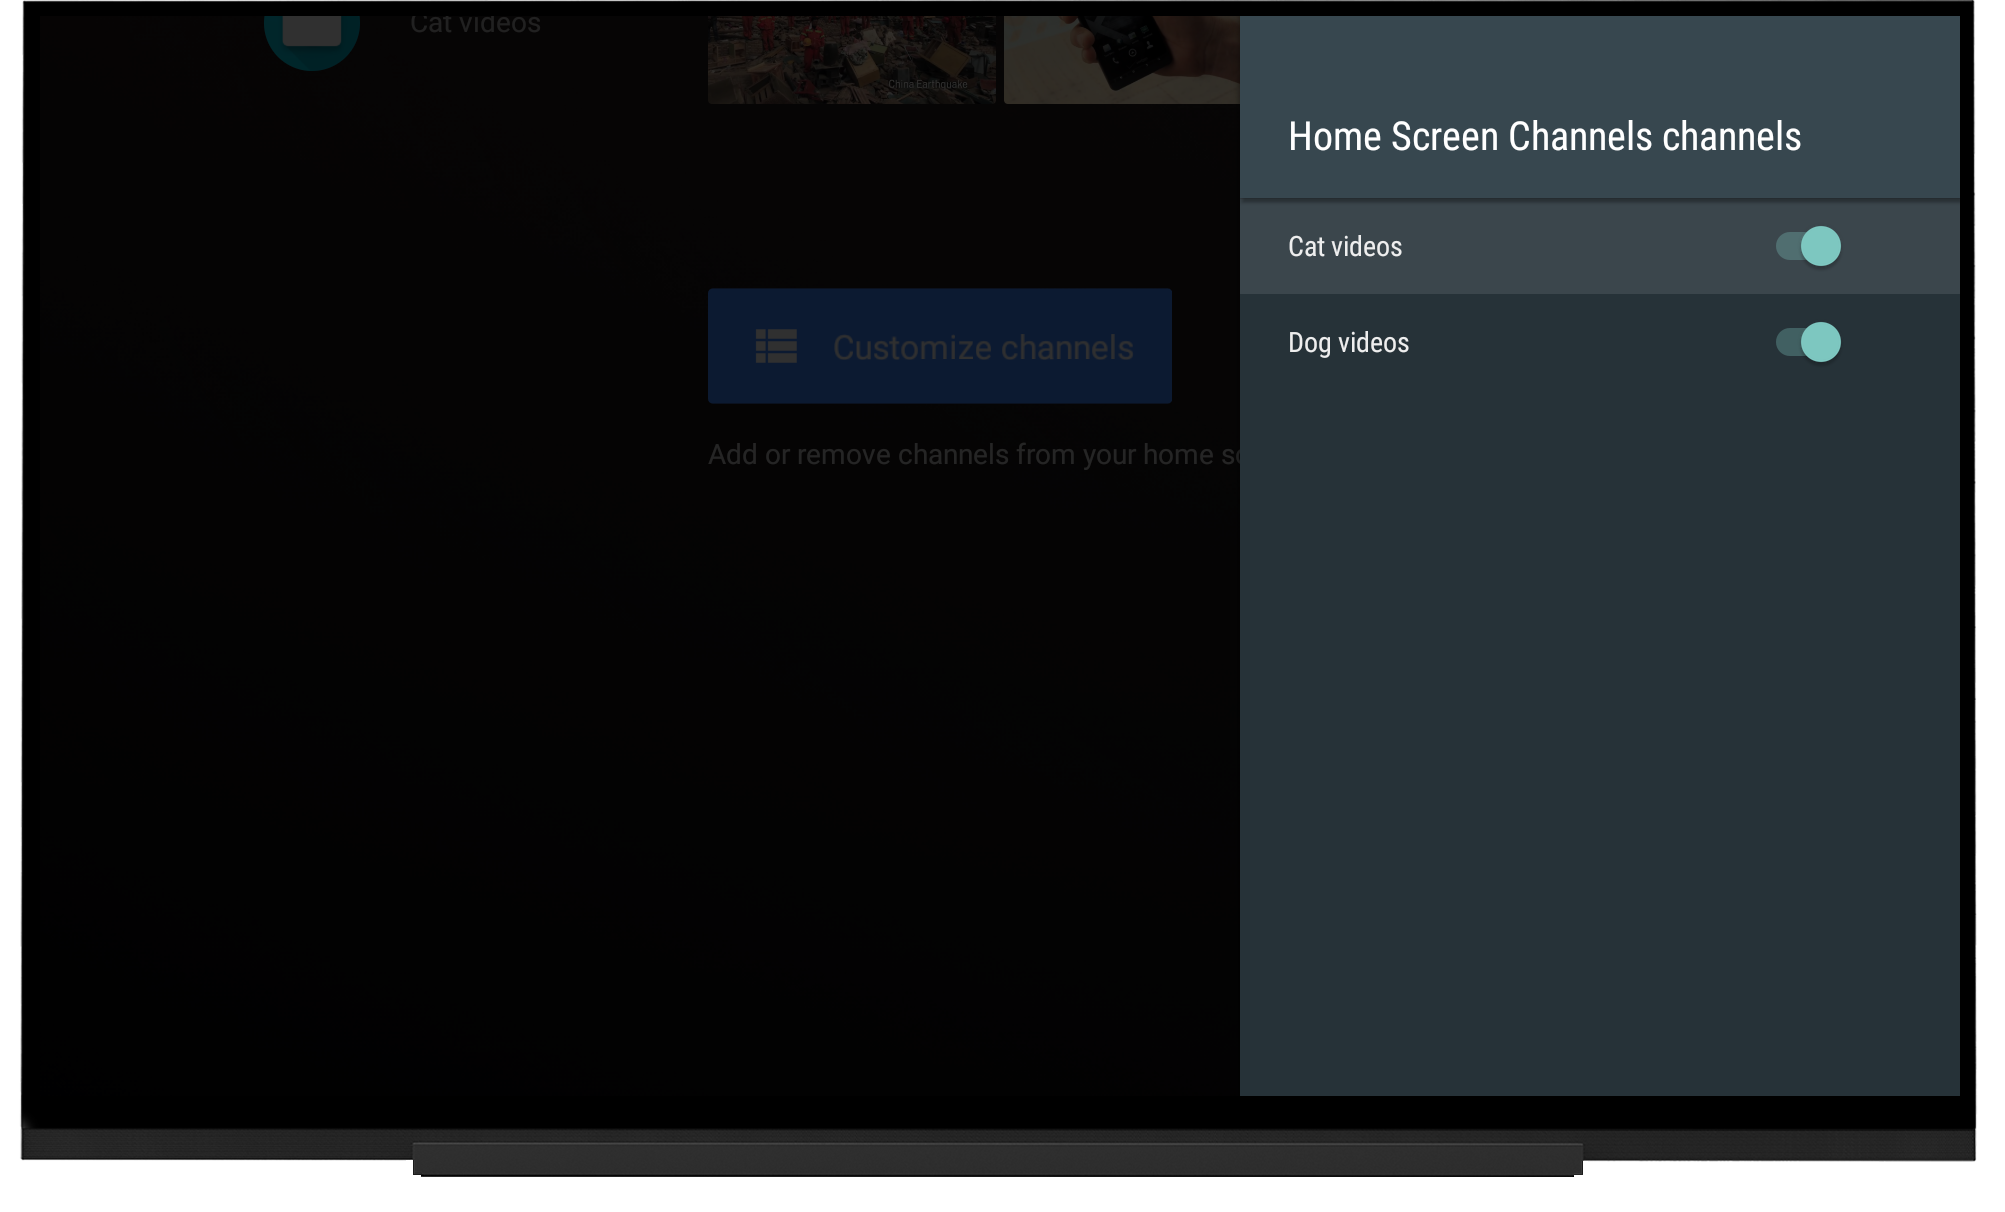 Cat videos
China Earthquake
Customize channels
Add or remove channels from your home sc
Home Screen Channels channels
Cat videos
Dog videos